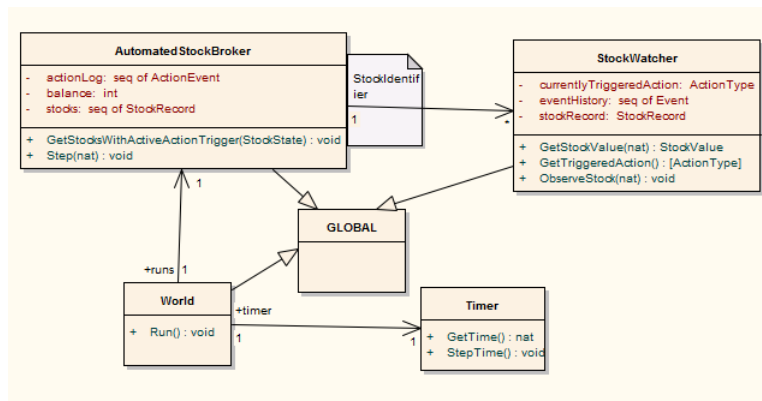 AutomatedStockBroker
- actionLog: seq of ActionEvent
- balance: int
- stocks: seq of StockRecord
+ GetStocksWithActiveActionTrigger(StockState) : void
+ Step(nat) : void
StockIdentif
ier
1
*
StockWatcher
- currentlyTriggeredAction: ActionType
- eventHistory: seq of Event
- stockRecord: StockRecord
+ GetStockValue(nat) : StockValue
+ GetTriggeredAction() : [ActionType]
+ ObserveStock(nat) : void
1
GLOBAL
+runs 1
World
+ Run() : void
+timer
1
1
Timer
+ GetTime() : nat
+ StepTime() : void